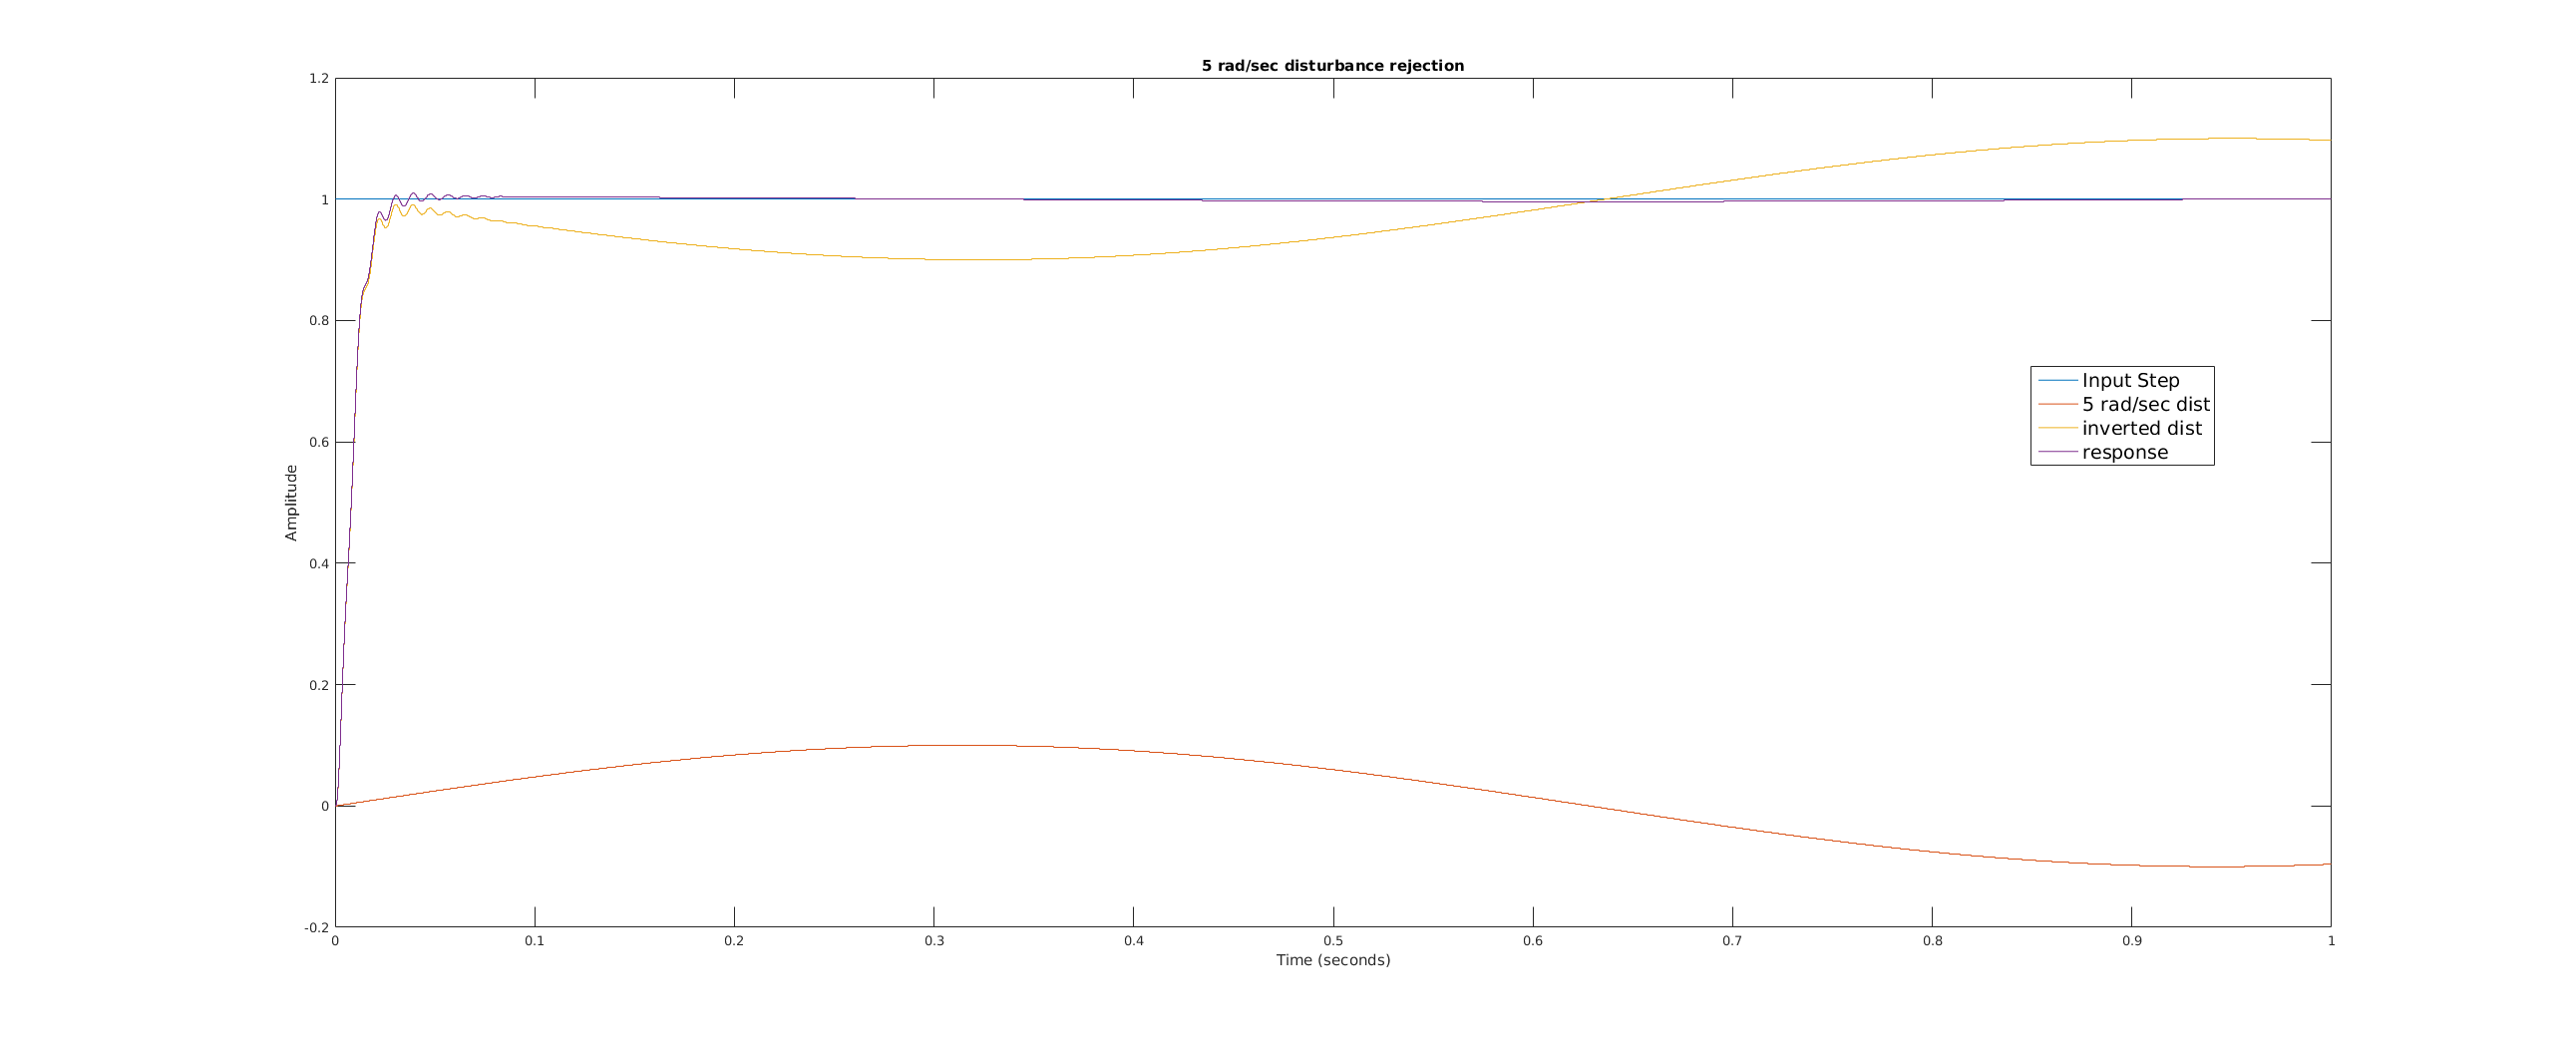 5 rad/sec disturbance rejection
1.2
1
0.8
0.6
0.4
0.2
0
-0.2
Amplitude
Input Step
5 rad/sec dist
inverted dist
response
0 0.1 0.2 0.3 0.4 0.5 0.6 0.7 0.8 0.9 1
Time (seconds)